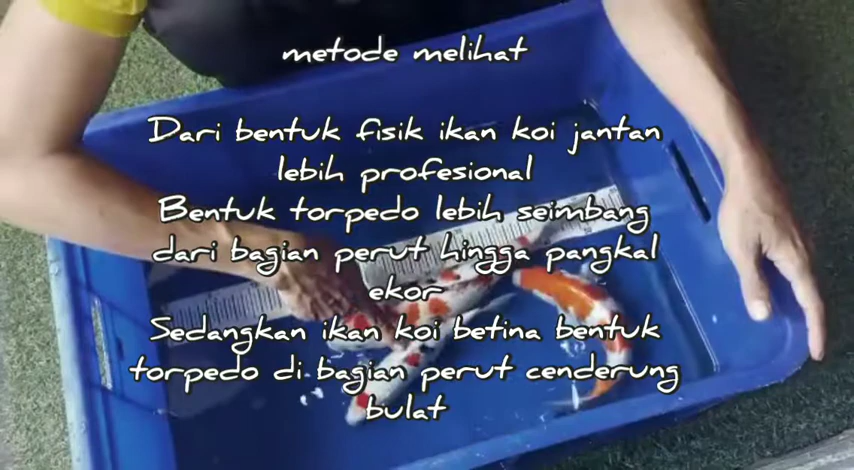 metode melihat
Dari bentuk fisik ikan koi jantan
lebih profesional
Bentuk torpedo lebih seimbang
dari bagian perut hingga pangkal
ekor
Sedangkan ikan koi betina bentuk
torpedo di bagian perut cenderung
bulat